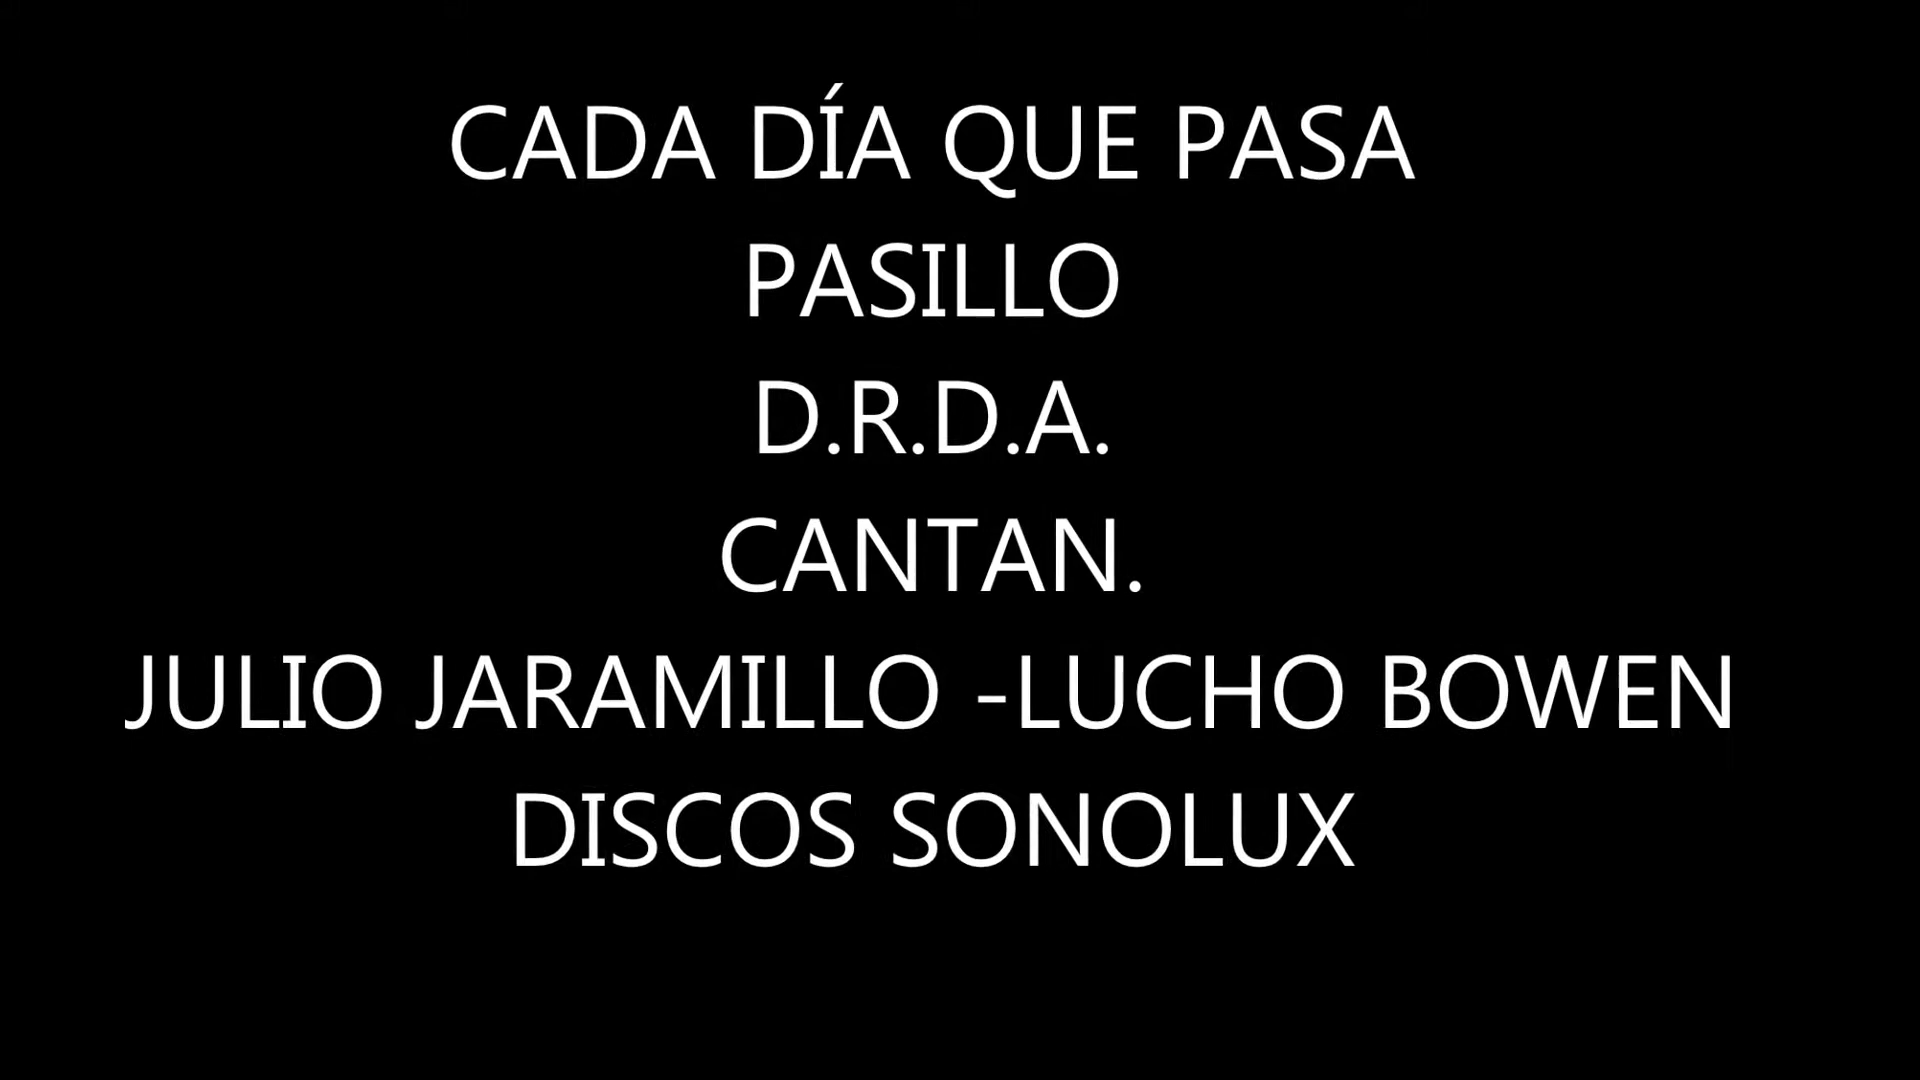 CADA DÍA QUE PASA
PASILLO
D.R.D.A.
CANTAN.
JULIO JARAMILLO -LUCHO BOWEN
DISCOS SONOLUX